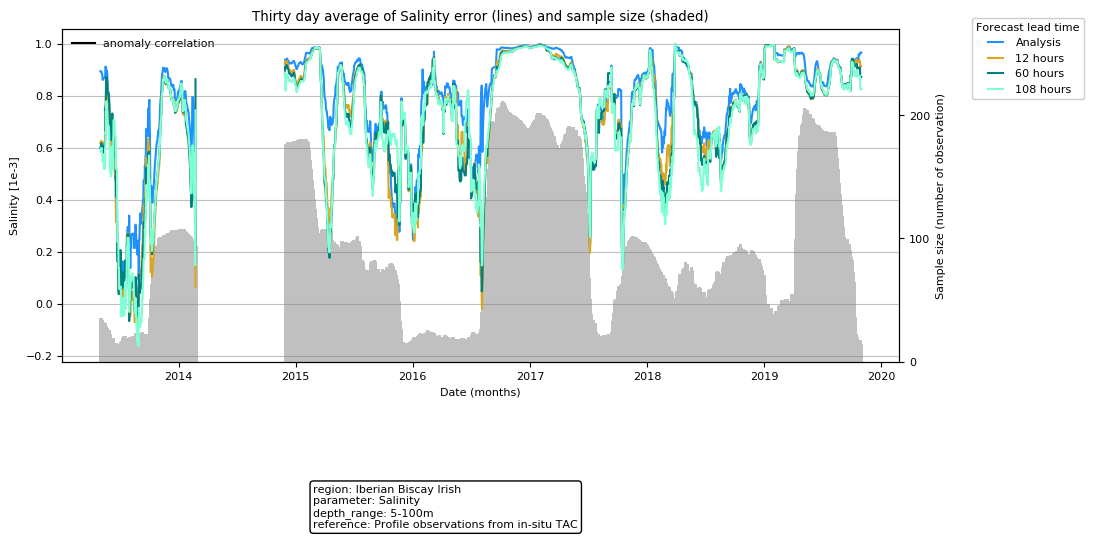 Thirty day average of Salinity error (lines) and sample size (shaded)
Forecast lead time
Analysis
12 hours
60 hours
108 hours
anomaly correlation
Salinity [1e-3]
1.0
0.8
0.6
0.4
0.2
0.0
−0.2
200
100
0
Sample size (number of observation)
2014
2015
2016
2017
2018
2019
2020
Date (months)
region: Iberian Biscay Irish
parameter: Salinity
depth_range: 5-100m
reference: Profile observations from in-situ TAC